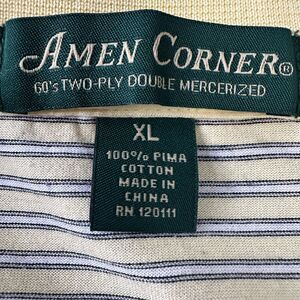 AMEN CORNER®
60's TWO-PLY DOUBLE MERCERIZED
XL
100% PIMA
COTTON
MADE IN
CHINA
RN 120111